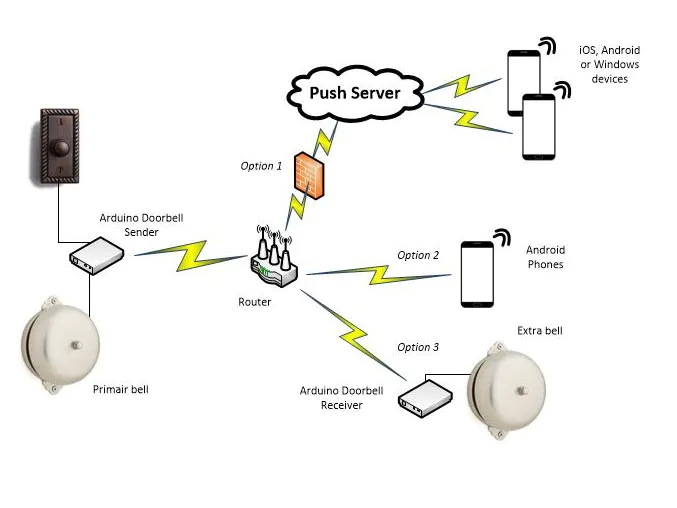 Push Server
iOS, Android
or Windows
devices
Option 1
Arduino Doorbell
Sender
Option 2
Android
Phones
Router
Extra bell
Option 3
Primair bell
Arduino Doorbell
Receiver